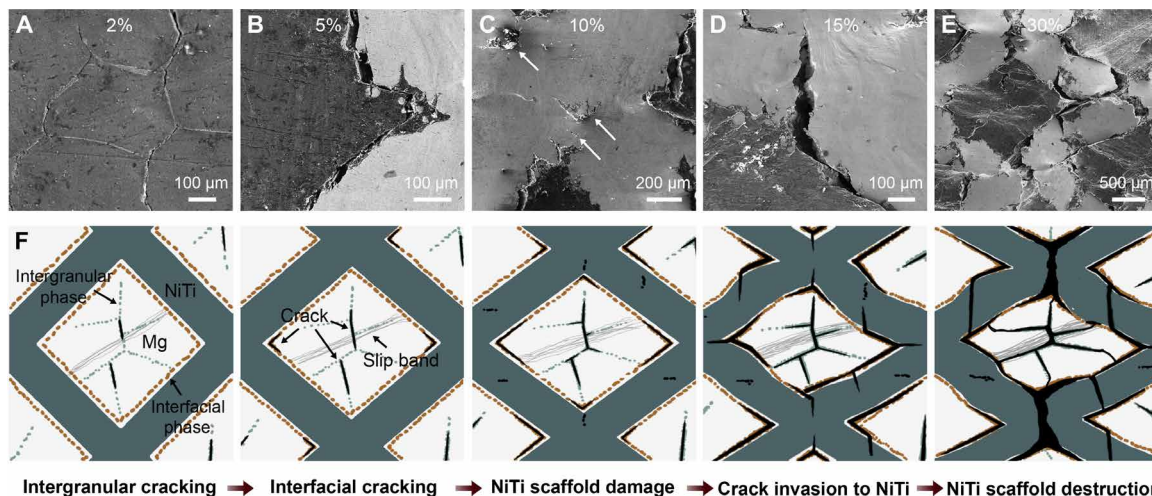 A
2%
100 µm
B
5%
100 µm
C
10%
200 µm
D
15%
100 µm
E
30%
500 µm
F
Intergranular
phase
NiTi
Mg
Interfacial
phase
Crack
Slip band
Intergranular cracking
Interfacial cracking
NiTi scaffold damage
Crack invasion to NiTi
NiTi scaffold destruction